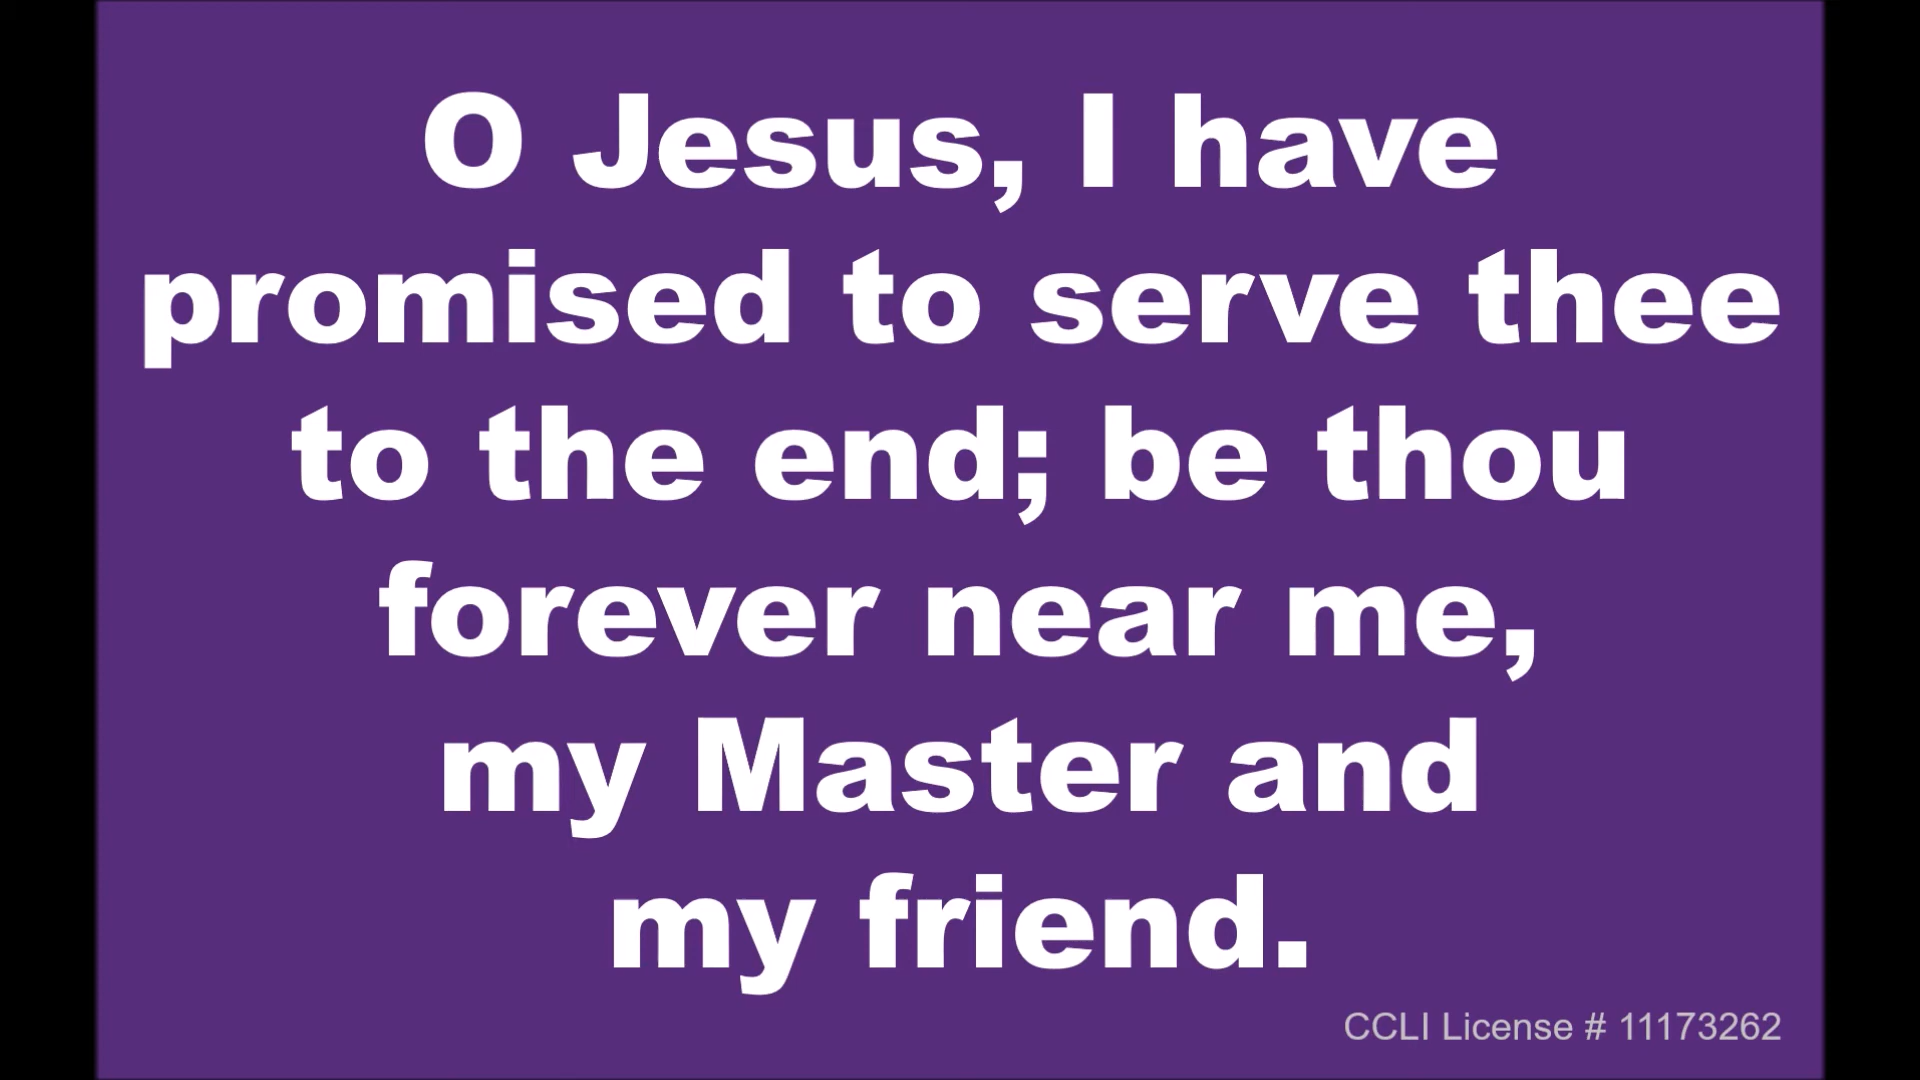 O Jesus, I have
promised to serve thee
to the end; be thou
forever near me,
my Master and
my friend.
CCLI License # 11173262